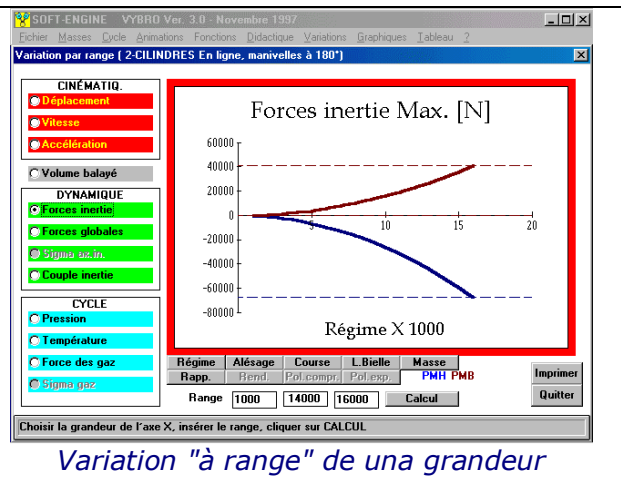 SOFT-ENGINE VYBRO Ver. 3.0 - Novembre 1997
Fichier Masses Cycle Animations Fonctions Didactique Variations Graphiques Tableau ?
Variation par range ( 2-CILINDRES En ligne, manivelles à 180°)
CINÉMATIQ.
Déplacement
Vitesse
Accélération
Volume balayé
DYNAMIQUE
Forces inertie
Forces globales
Sigma ax.in.
Couple inertie
CYCLE
Pression
Température
Force des gaz
Sigma gaz
Forces inertie Max. [N]
60000
40000
20000
0
-20000
-40000
-60000
-80000
5 10 15 20
Régime X 1000
Régime Alésage Course L.Bielle Masse
Rapp. Rend. Pol.compr. Pol.exp. PMH PMB
Range 1000 14000 16000 Calcul
Imprimer
Quitter
Choisir la grandeur de l'axe X, insérer le range, cliquer sur CALCUL
Variation "à range" de una grandeur